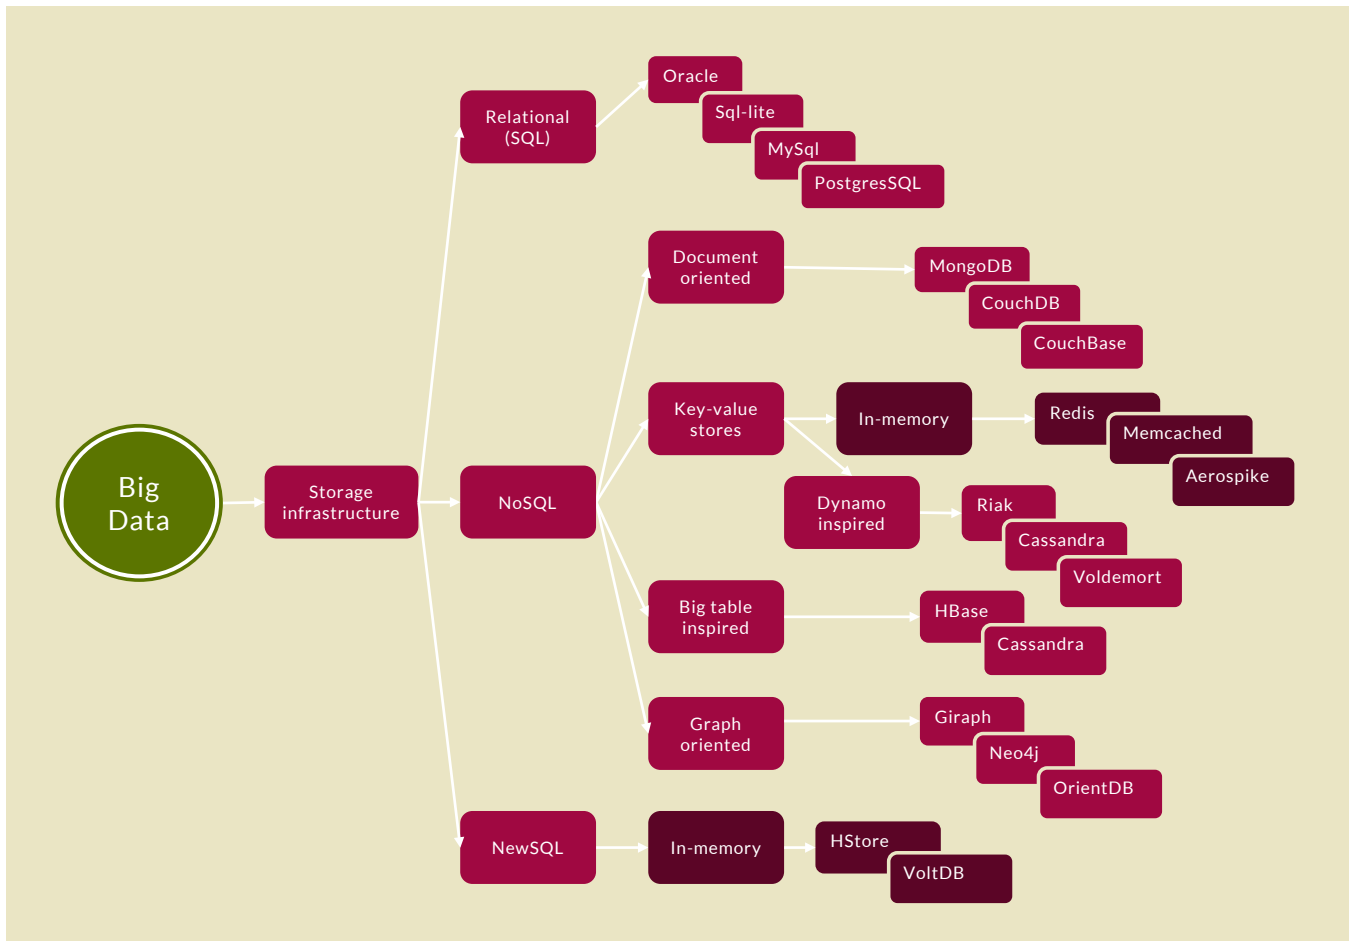 Big
Data
Storage
infrastructure
Relational
(SQL)
Oracle
Sql-lite
MySql
PostgresSQL
NoSQL
Document
oriented
MongoDB
CouchDB
CouchBase
Key-value
stores
In-memory
Redis
Memcached
Aerospike
Dynamo
inspired
Riak
Cassandra
Voldemort
Big table
inspired
HBase
Cassandra
Graph
oriented
Giraph
Neo4j
OrientDB
NewSQL
In-memory
HStore
VoltDB